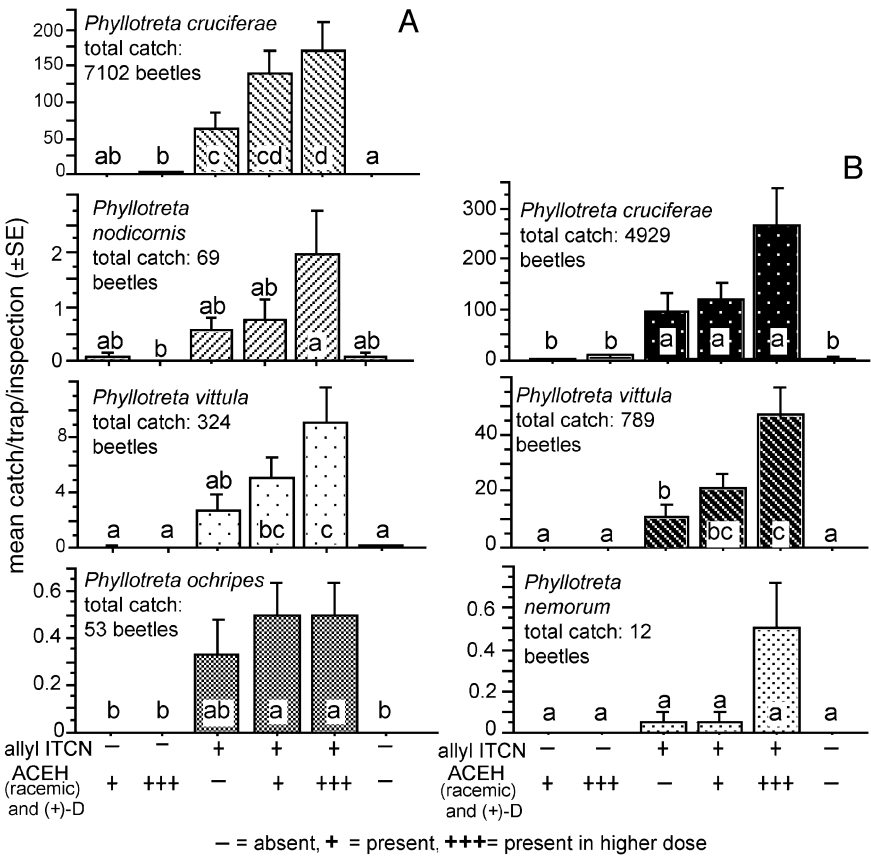 A
Phyllotreta cruciferae
total catch:
7102 beetles
200
150
100
50
0
ab b c cd d a
Phyllotreta
nodicornis
total catch: 69
beetles
2
1
0
ab b ab ab a ab
Phyllotreta vittula
total catch: 324
beetles
8
4
0
a a ab bc c a
Phyllotreta ochripes
total catch:
53 beetles
0.6
0.4
0.2
0
b b ab a a b
mean catch/trap/inspection (±SE)
B
Phyllotreta cruciferae
total catch: 4929
beetles
300
200
100
0
b b a a a b
Phyllotreta vittula
total catch: 789
beetles
40
20
0
a a b bc c a
Phyllotreta
nemorum
total catch: 12
beetles
0.6
0.4
0.2
0
a a a a a a
allyl ITCN – – + + + –
ACEH
(racemic)
and (+)-D
+ +++ – + +++ –
allyl ITCN – – + + + –
ACEH
(racemic)
and (+)-D
+ +++ – + +++ –
– = absent, + = present, +++= present in higher dose